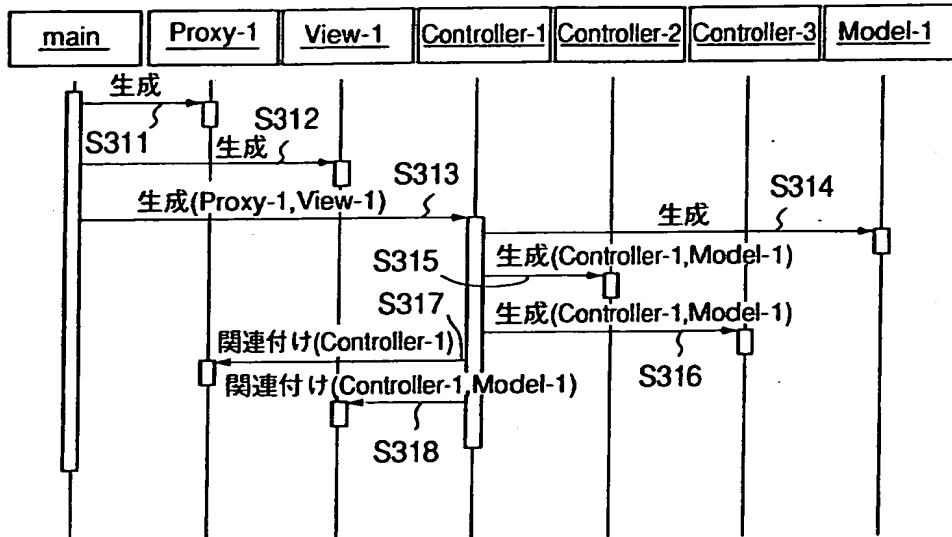 main
Proxy-1
View-1
Controller-1
Controller-2
Controller-3
Model-1
生成
S311
S312
生成
S313
生成(Proxy-1,View-1)
S314
生成
生成(Controller-1,Model-1)
S315
S317
生成(Controller-1,Model-1)
関連付け(Controller-1)
S316
関連付け(Controller-1,Model-1)
S318